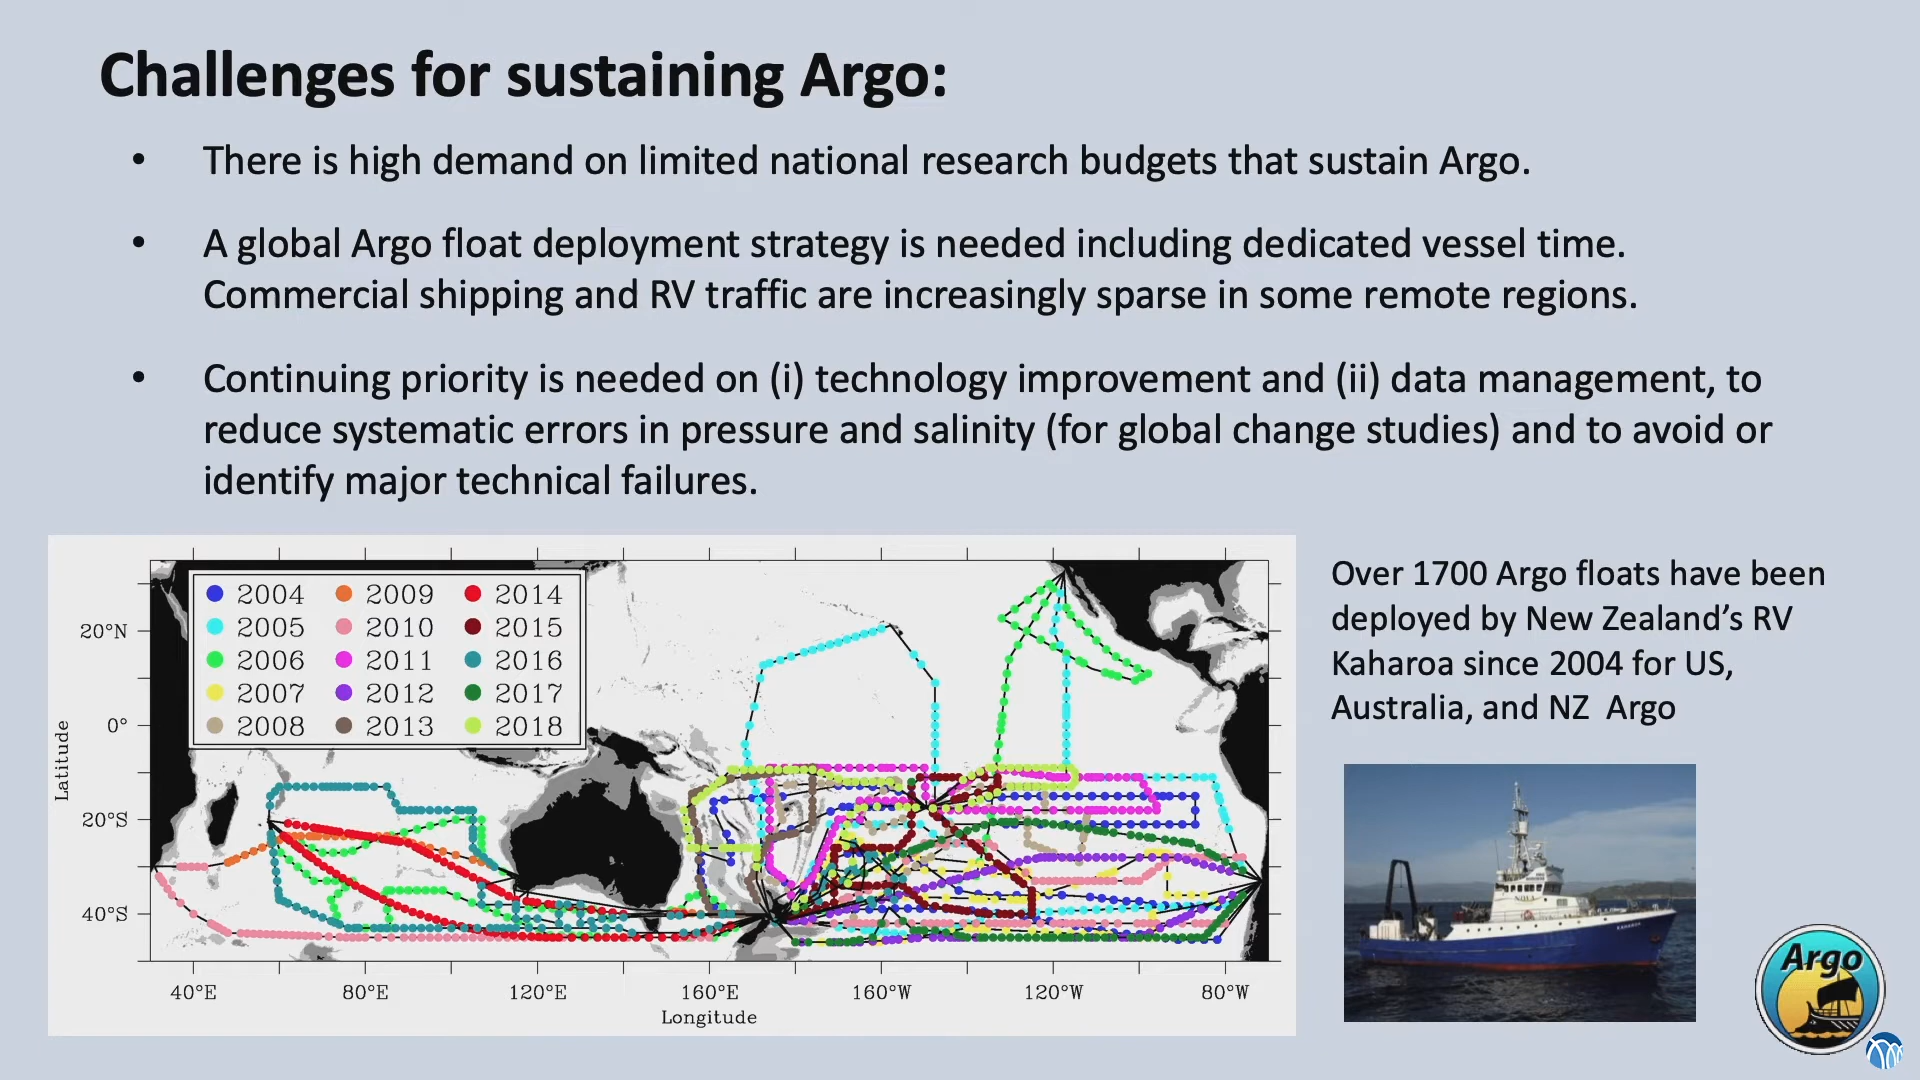 Challenges for sustaining Argo:
• There is high demand on limited national research budgets that sustain Argo.
• A global Argo float deployment strategy is needed including dedicated vessel time.
Commercial shipping and RV traffic are increasingly sparse in some remote regions.
• Continuing priority is needed on (i) technology improvement and (ii) data management, to
reduce systematic errors in pressure and salinity (for global change studies) and to avoid or
identify major technical failures.
2004 2009 2014
2005 2010 2015
2006 2011 2016
2007 2012 2017
2008 2013 2018
20°N
0°
20°S
40°S
Latitude
40°E 80°E 120°E 160°E 160°W 120°W 80°W
Longitude
Over 1700 Argo floats have been
deployed by New Zealand’s RV
Kaharoa since 2004 for US,
Australia, and NZ Argo
Argo